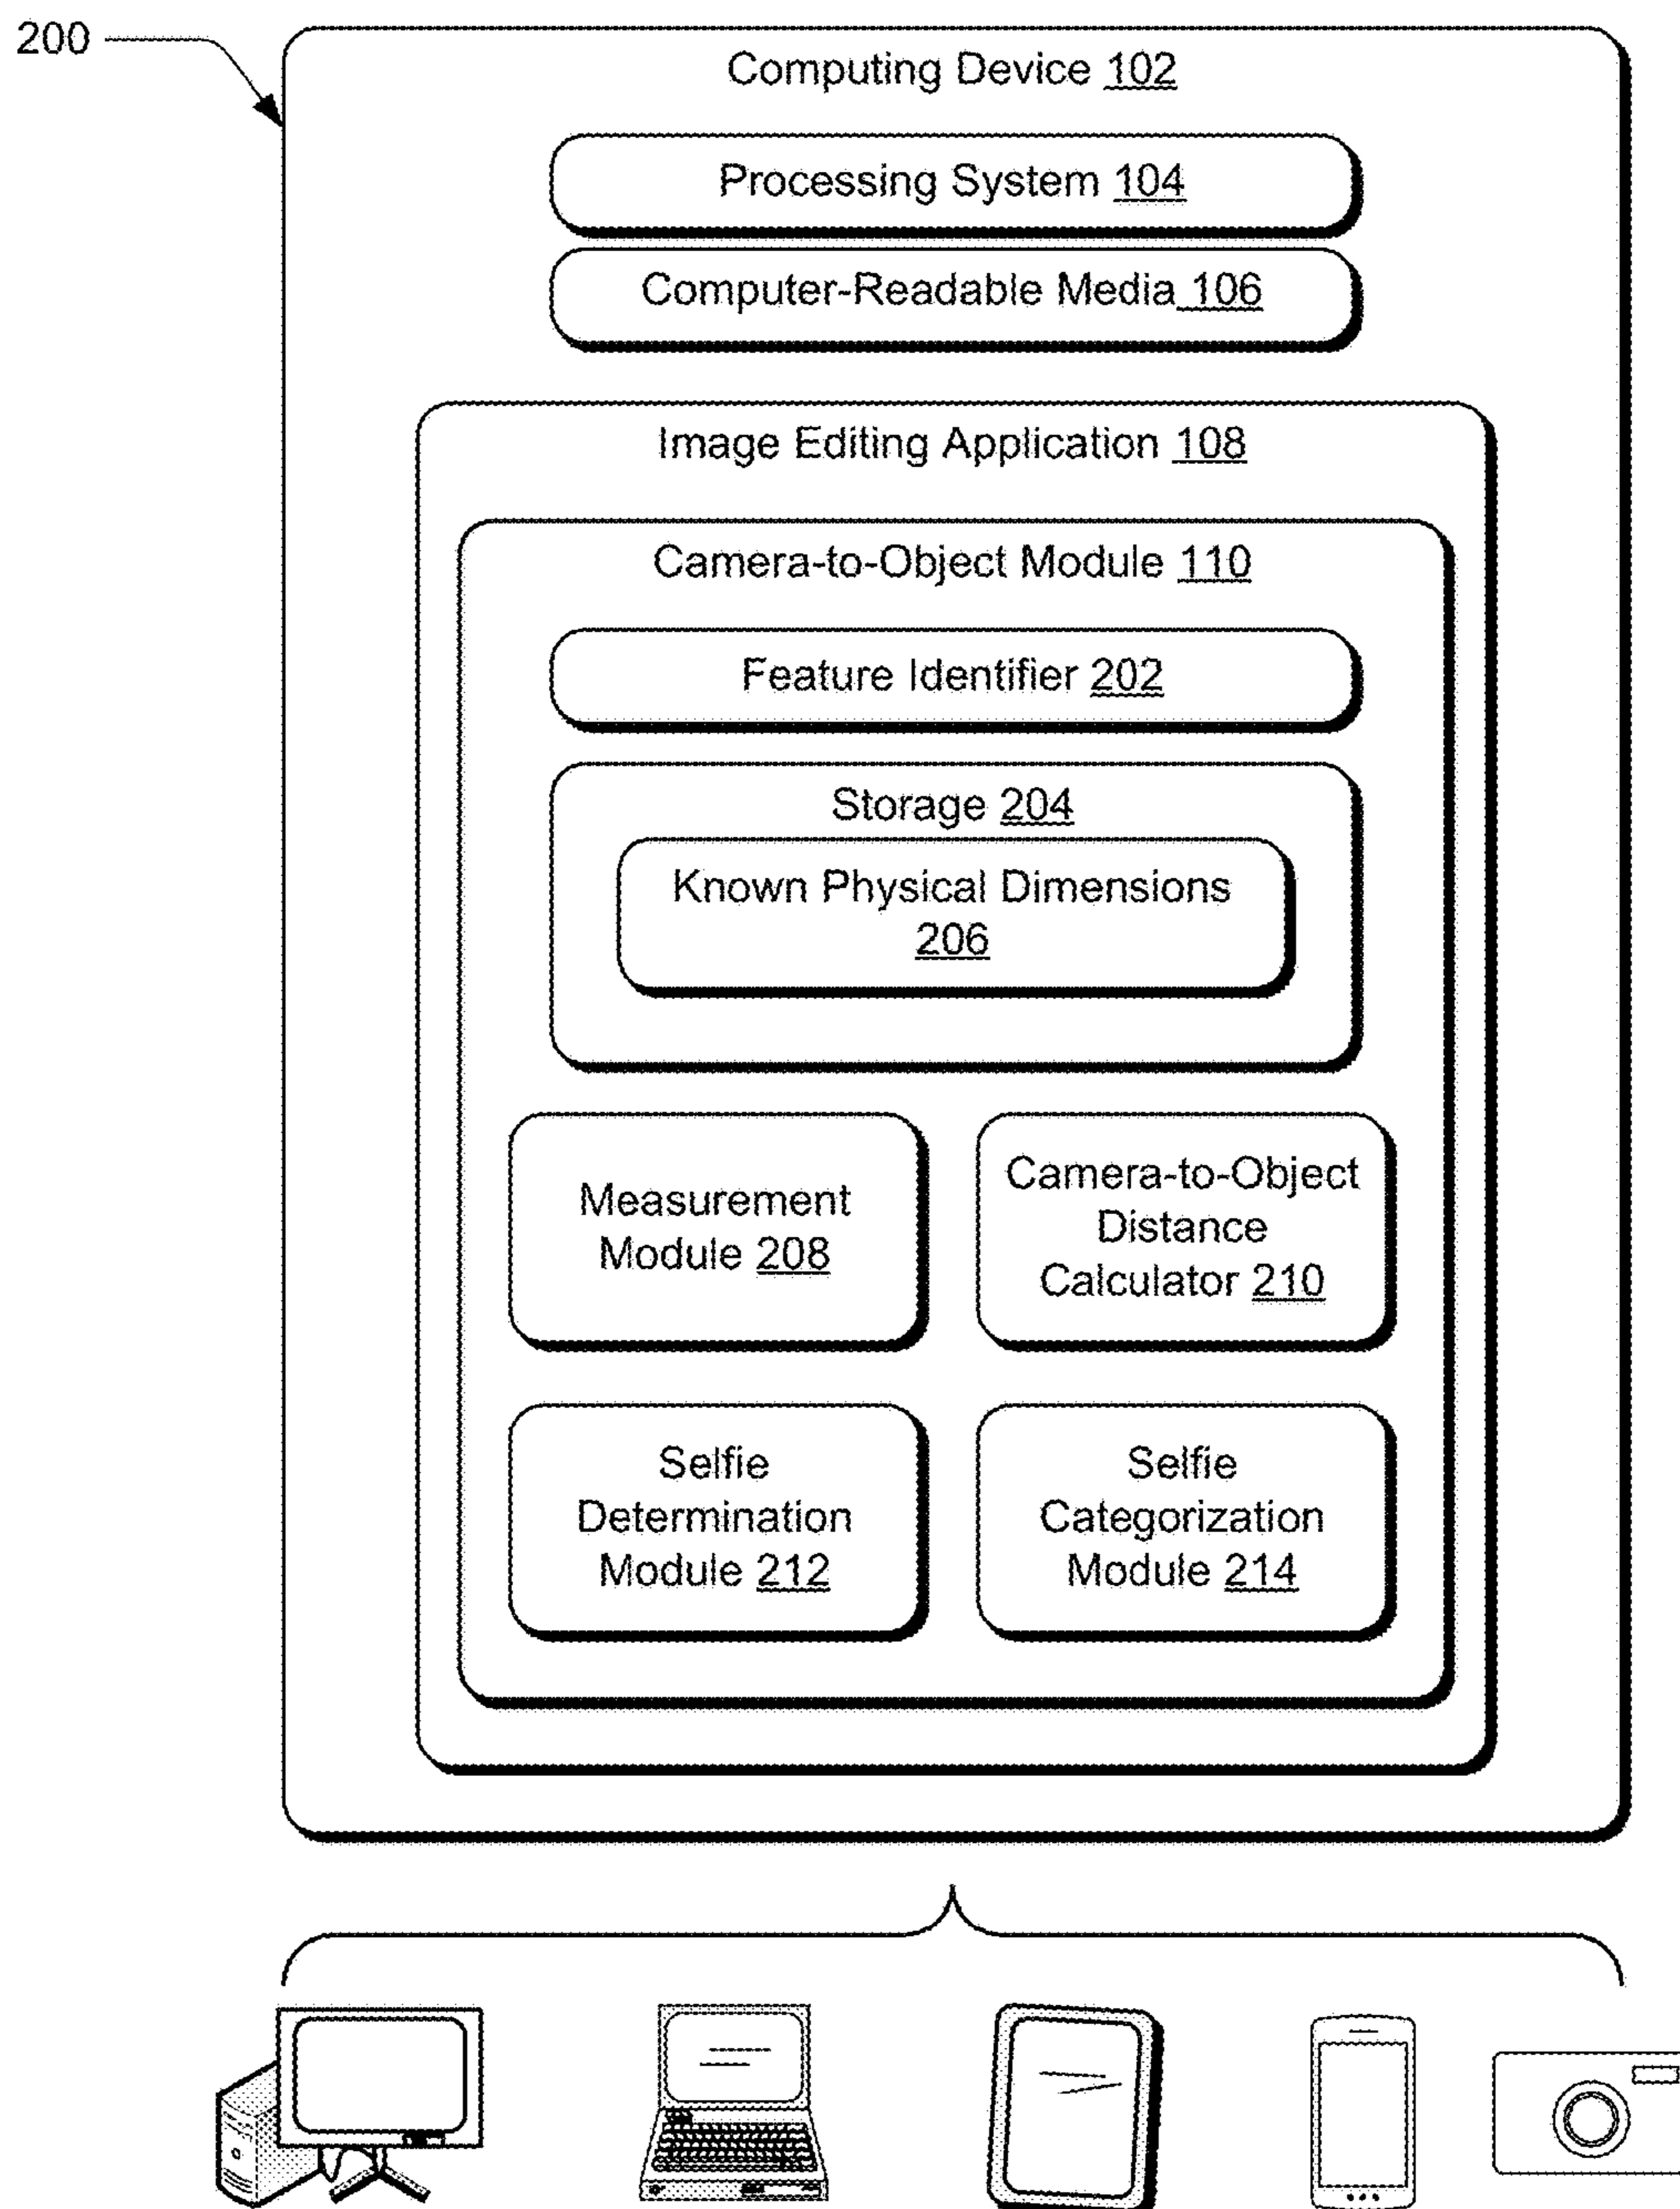 200
Computing Device 102
Processing System 104
Computer-Readable Media 106
Image Editing Application 108
Camera-to-Object Module 110
Feature Identifier 202
Storage 204
Known Physical Dimensions
206
Measurement
Module 208
Camera-to-Object
Distance
Calculator 210
Selfie
Determination
Module 212
Selfie
Categorization
Module 214